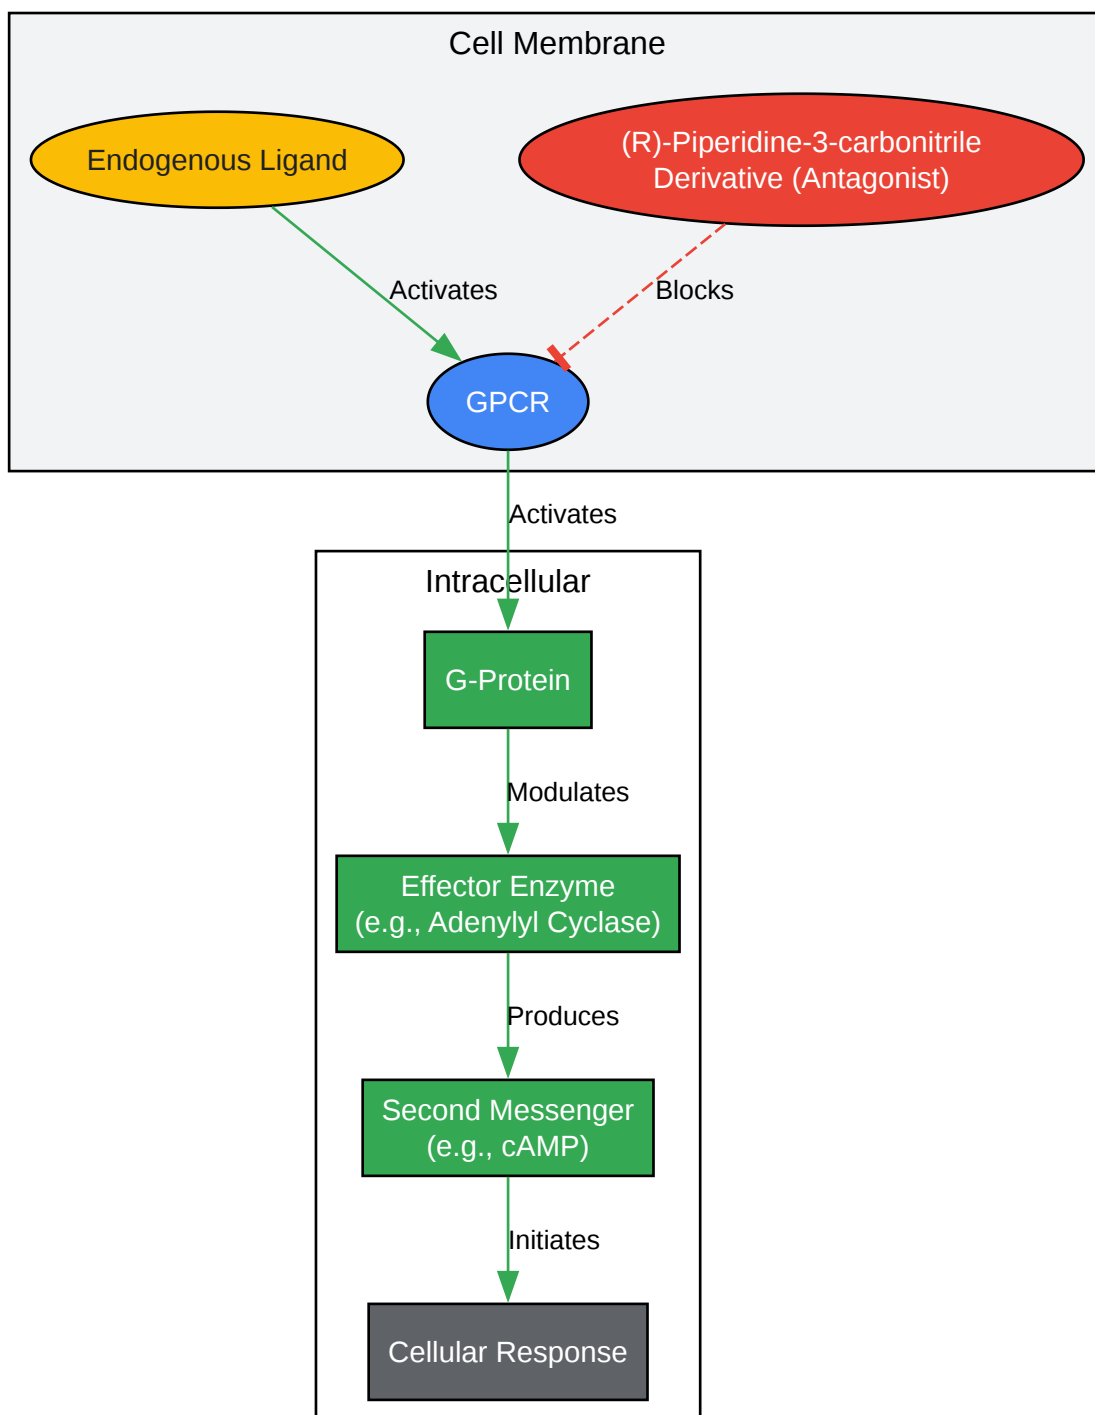 Cell Membrane
Endogenous Ligand
(R)-Piperidine-3-carbonitrile
Derivative (Antagonist)
Activates
Blocks
GPCR
Activates
Intracellular
G-Protein
Modulates
Effector Enzyme
(e.g., Adenylyl Cyclase)
Produces
Second Messenger
(e.g., cAMP)
Initiates
Cellular Response